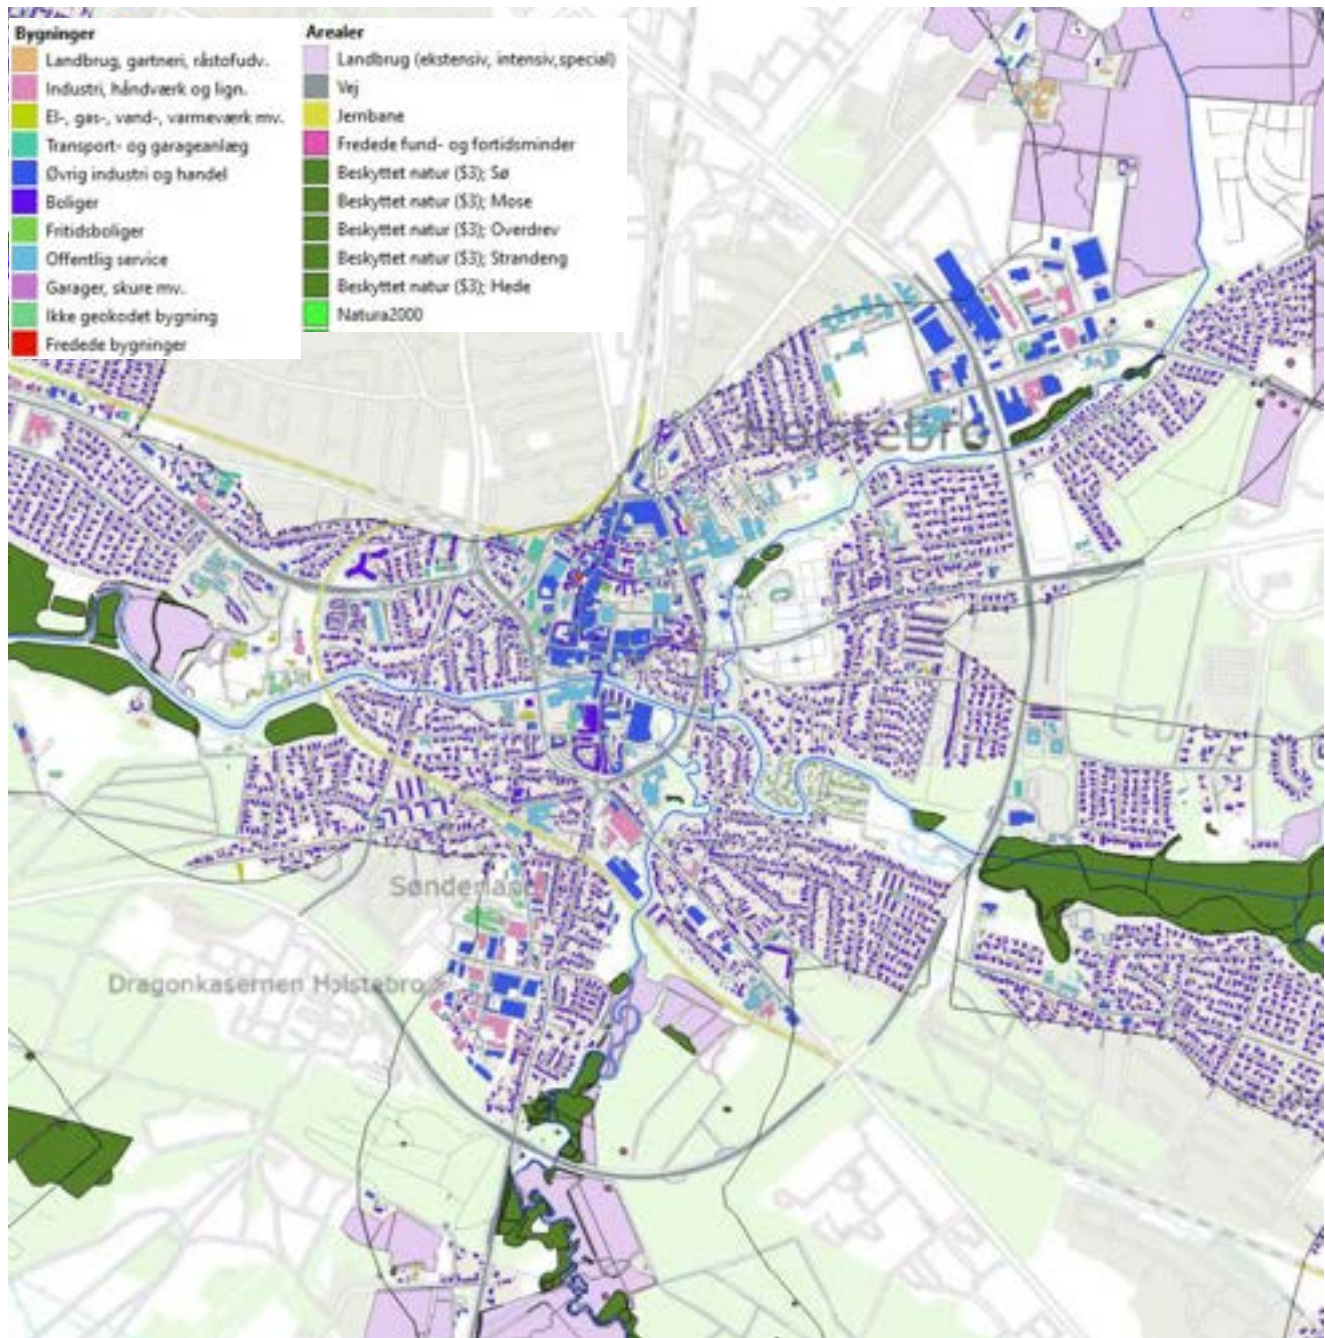 Bygninger
Landbrug, gartneri, råstofudv.
Industri, håndværk og lign.
El-, gas-, vand-, varmeværk mv.
Transport- og garageanlæg
Øvrig industri og handel
Boliger
Fritidsboliger
Offentlig service
Garager, skure mv.
Ikke geokodet bygning
Fredede bygninger
Arealer
Landbrug (ekstensiv, intensiv,special)
Vej
Jernbane
Fredede fund- og fortidsminder
Beskyttet natur (§3); Sø
Beskyttet natur (§3); Mose
Beskyttet natur (§3); Overdrev
Beskyttet natur (§3); Strandeng
Beskyttet natur (§3); Hede
Natura2000
Holstebro
Sønderland
Dragonkasernen Holstebro